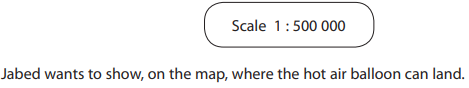 Scale 1 : 500 000
Jabed wants to show, on the map, where the hot air balloon can land.